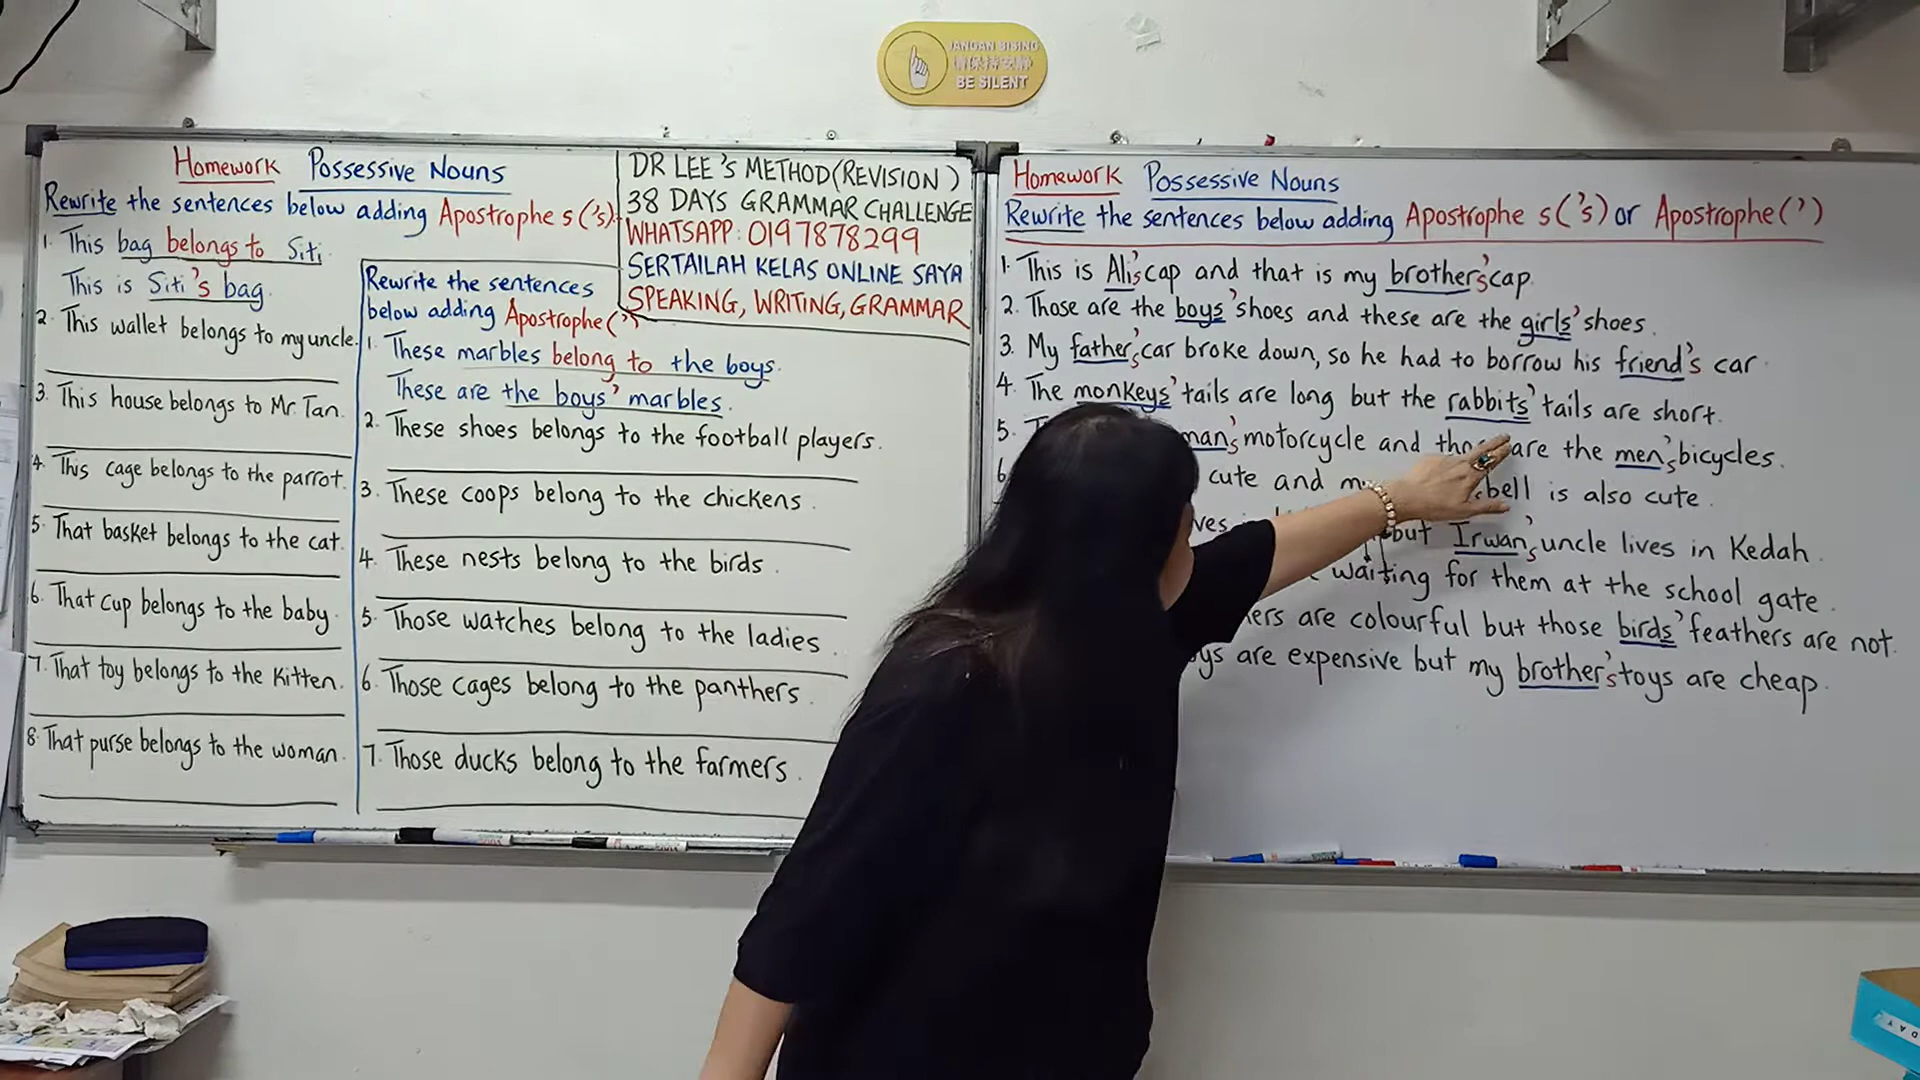 JANGAN BISING
BE SILENT
Homework Possessive Nouns
Rewrite the sentences below adding Apostrophe s ('s).
1. This bag belongs to Siti.
This is Siti's bag.
2. This wallet belongs to my uncle.
3. This house belongs to Mr. Tan.
4. This cage belongs to the parrot.
5. That basket belongs to the cat.
6. That cup belongs to the baby.
7. That toy belongs to the kitten.
8. That purse belongs to the woman.
Rewrite the sentences
below adding Apostrophe (')
1. These marbles belong to the boys.
These are the boys' marbles.
2. These shoes belongs to the football players.
3. These coops belong to the chickens.
4. These nests belong to the birds.
5. Those watches belong to the ladies.
6. Those cages belong to the panthers.
7. Those ducks belong to the farmers.
DR LEE'S METHOD (REVISION)
38 DAYS GRAMMAR CHALLENGE
WHATSAPP: 0197878299
SERTAILAH KELAS ONLINE SAYA
SPEAKING, WRITING, GRAMMAR
Homework Possessive Nouns
Rewrite the sentences below adding Apostrophe s ('s) or Apostrophe (')
1. This is Ali's cap and that is my brother's cap.
2. Those are the boys' shoes and these are the girls' shoes.
3. My father's car broke down, so he had to borrow his friend's car
4. The monkeys' tails are long but the rabbits' tails are short.
5. man's motorcycle and are the men's bicycles.
6. cute and bell is also cute.
but Irwan's uncle lives in Kedah.
waiting for them at the school gate.
are colourful but those birds' feathers are not.
are expensive but my brother's toys are cheap.